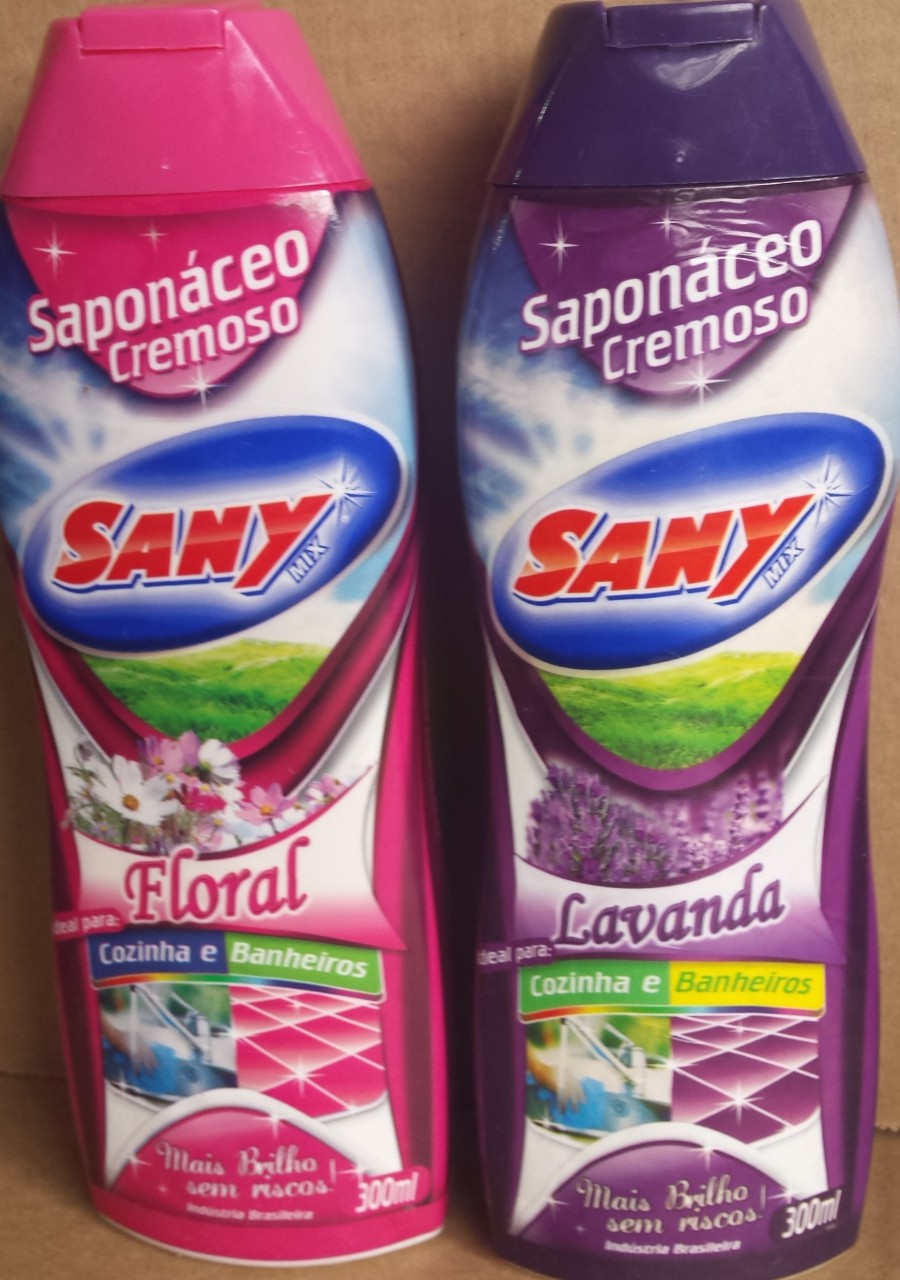 Saponáceo
Cremoso
SANY
MIX
Floral
deal para:
Cozinha e Banheiros
Mais Brilho
sem riscos!
300ml
Indústria Brasileira
Saponáceo
Cremoso
SANY
MIX
Lavanda
Ideal para:
Cozinha e Banheiros
Mais Brilho
sem riscos!
300ml
Indústria Brasileira